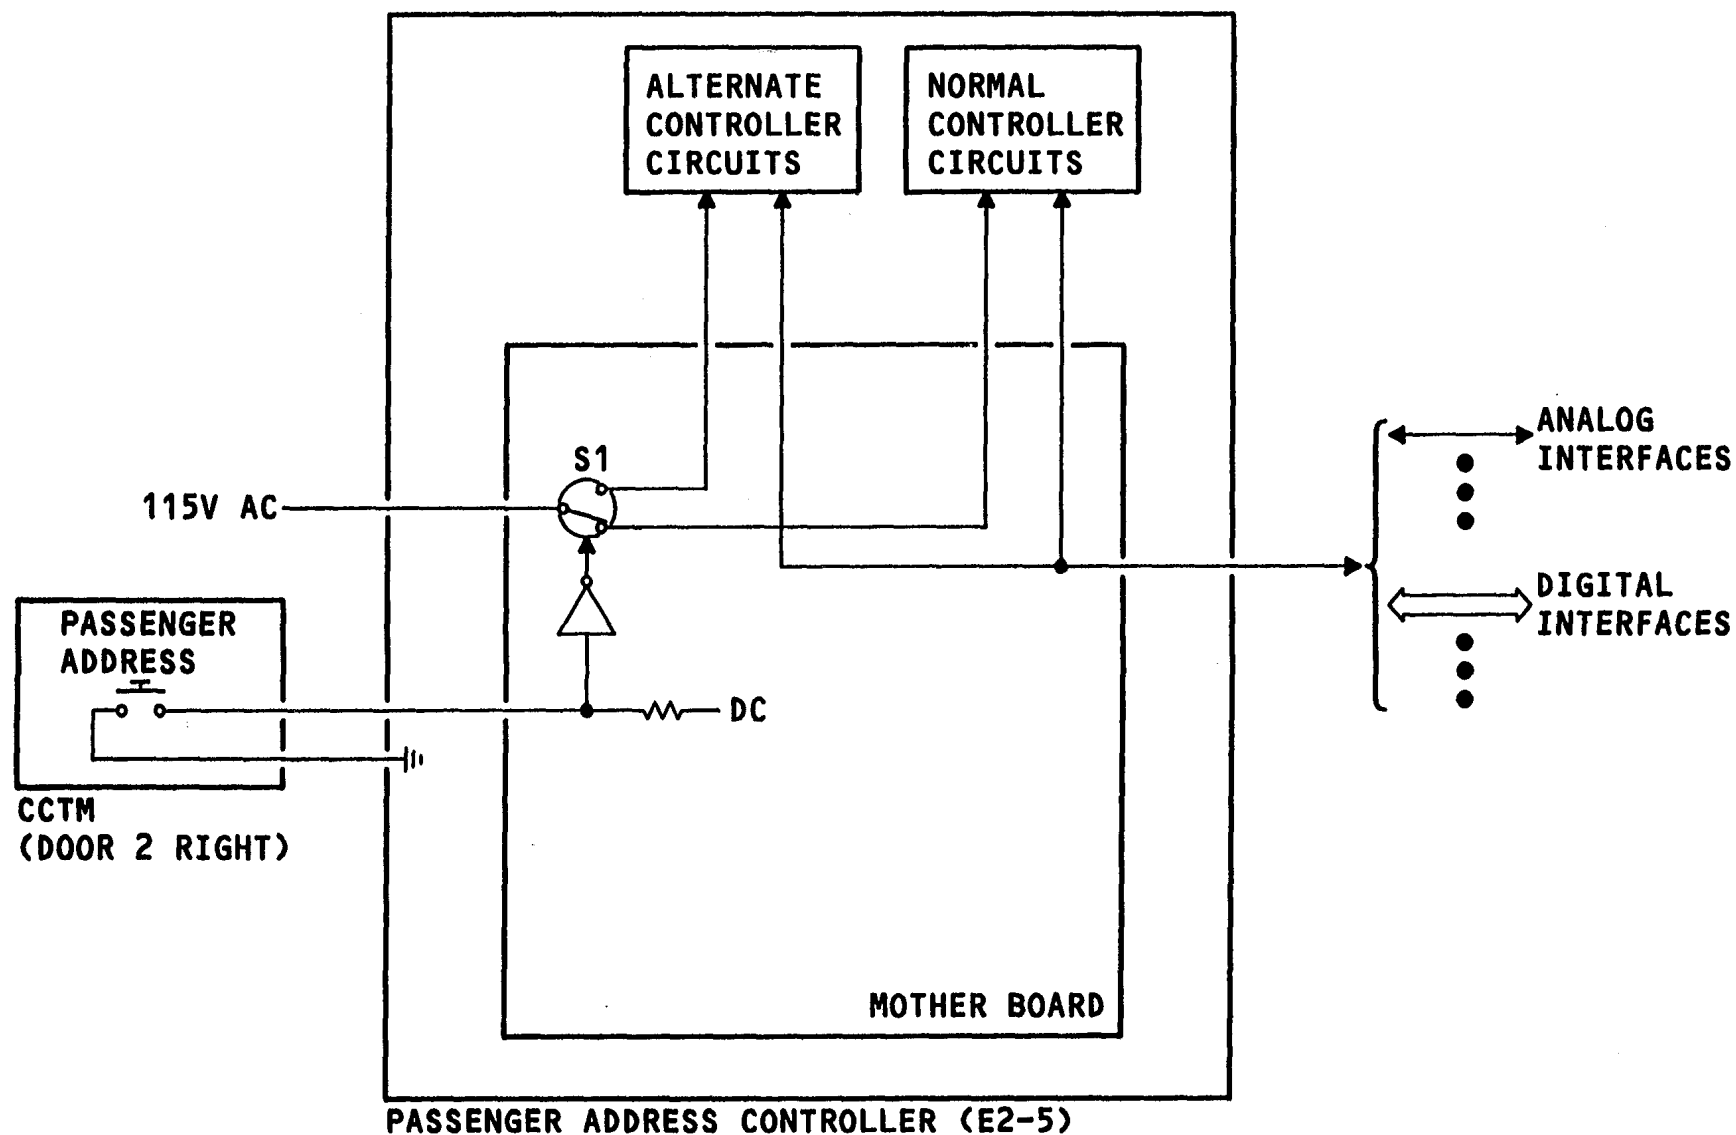 ALTERNATE
CONTROLLER
CIRCUITS
NORMAL
CONTROLLER
CIRCUITS
S1
115V AC
ANALOG
INTERFACES
DIGITAL
INTERFACES
PASSENGER
ADDRESS
DC
CCTM
(DOOR 2 RIGHT)
MOTHER BOARD
PASSENGER ADDRESS CONTROLLER (E2-5)